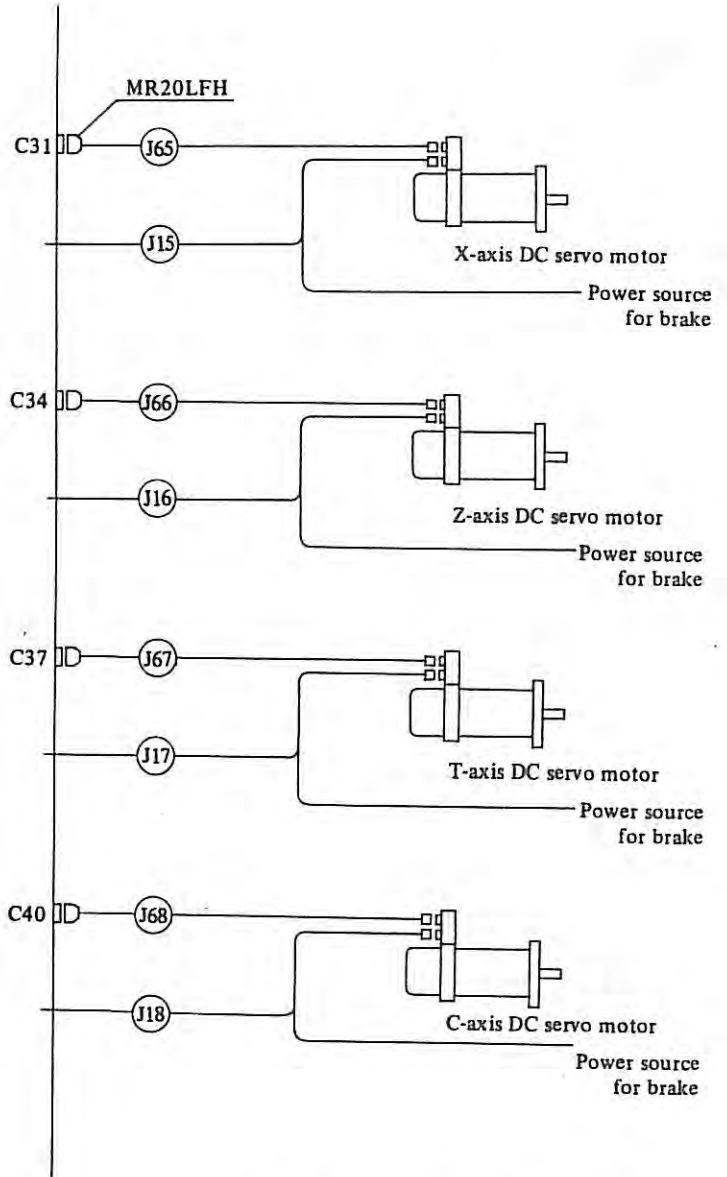 MR20LFH
C31
J65
J15
X-axis DC servo motor
Power source
for brake
C34
J66
J16
Z-axis DC servo motor
Power source
for brake
C37
J67
J17
T-axis DC servo motor
Power source
for brake
C40
J68
J18
C-axis DC servo motor
Power source
for brake